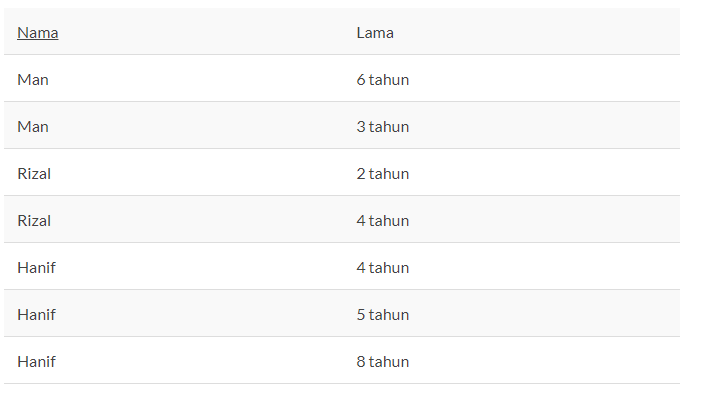 Nama Lama
Man 6 tahun
Man 3 tahun
Rizal 2 tahun
Rizal 4 tahun
Hanif 4 tahun
Hanif 5 tahun
Hanif 8 tahun